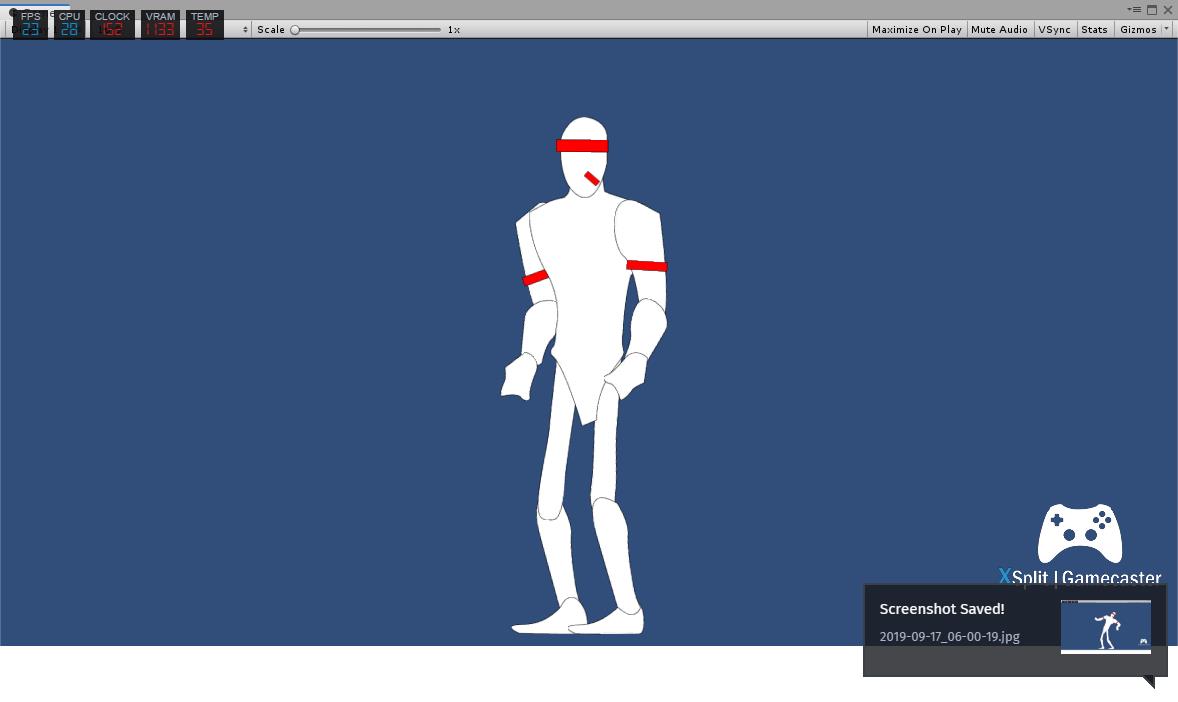 FPS CPU CLOCK VRAM TEMP
23 28 152 1133 35
Scale 1x Maximize On Play Mute Audio VSync Stats Gizmos
XSplit | Gamecaster
Screenshot Saved!
2019-09-17_06-00-19.jpg